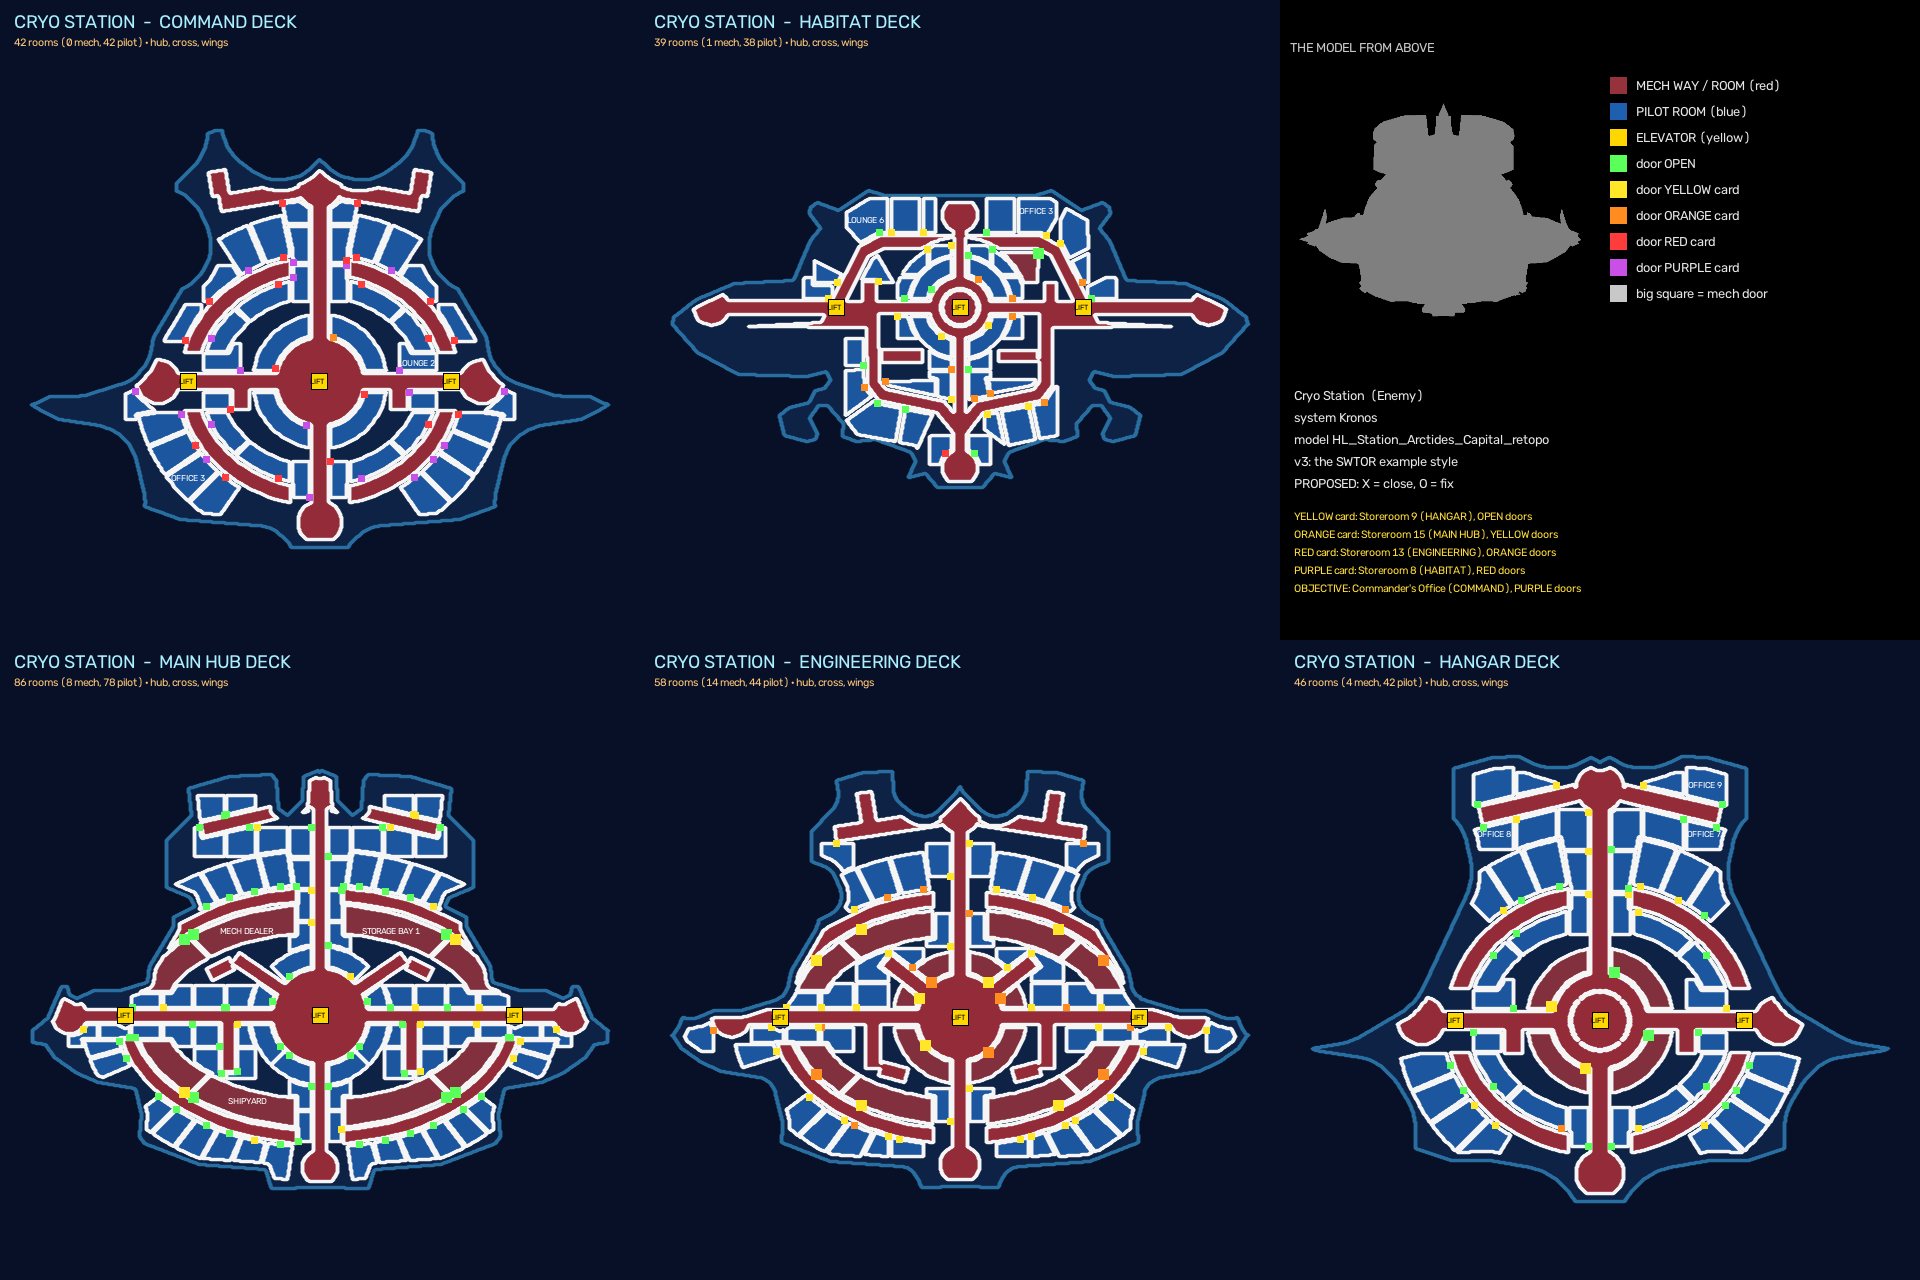 CRYO STATION - COMMAND DECK
42 rooms (0 mech, 42 pilot) • hub, cross, wings
LOUNGE 2
LIFT
LIFT
LIFT
OFFICE 3
CRYO STATION - HABITAT DECK
39 rooms (1 mech, 38 pilot) • hub, cross, wings
LOUNGE 6
OFFICE 3
LIFT
LIFT
LIFT
THE MODEL FROM ABOVE
MECH WAY / ROOM (red)
PILOT ROOM (blue)
ELEVATOR (yellow)
door OPEN
door YELLOW card
door ORANGE card
door RED card
door PURPLE card
big square = mech door
Cryo Station (Enemy)
system Kronos
model HL_Station_Arctides_Capital_retopo
v3: the SWTOR example style
PROPOSED: X = close, O = fix
YELLOW card: Storeroom 9 (HANGAR), OPEN doors
ORANGE card: Storeroom 15 (MAIN HUB), YELLOW doors
RED card: Storeroom 13 (ENGINEERING), ORANGE doors
PURPLE card: Storeroom 8 (HABITAT), RED doors
OBJECTIVE: Commander's Office (COMMAND), PURPLE doors
CRYO STATION - MAIN HUB DECK
86 rooms (8 mech, 78 pilot) • hub, cross, wings
MECH DEALER
STORAGE BAY 1
LIFT
LIFT
LIFT
SHIPYARD
CRYO STATION - ENGINEERING DECK
58 rooms (14 mech, 44 pilot) • hub, cross, wings
LIFT
LIFT
LIFT
CRYO STATION - HANGAR DECK
46 rooms (4 mech, 42 pilot) • hub, cross, wings
OFFICE 9
OFFICE 8
OFFICE 7
LIFT
LIFT
LIFT